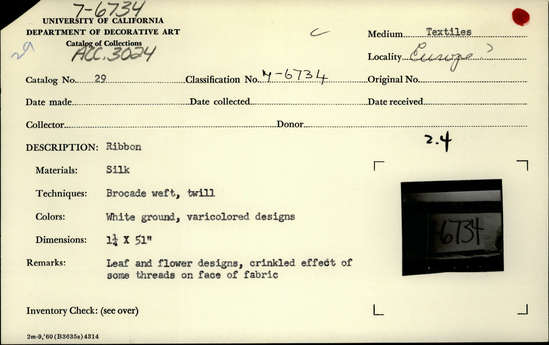 7-6734
UNIVERSITY OF CALIFORNIA
DEPARTMENT OF DECORATIVE ART
Catalog of Collections
29
ACC.3024
C
Medium Textiles
Locality Europe?
Catalog No. 29 Classification No. 7-6734 Original No.
Date made Date collected Date received
Collector Donor
2.4
DESCRIPTION: Ribbon
Materials: Silk
Techniques: Brocade weft, twill
Colors: White ground, varicolored designs
Dimensions: 1¼ X 51"
Remarks: Leaf and flower designs, crinkled effect of
some threads on face of fabric
6734
Inventory Check: (see over)
2m-9,'60(B3635s)4314